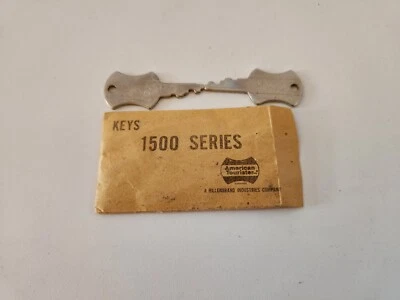 KEYS
1500 SERIES
American
Tourister
A HILLENBRAND INDUSTRIES COMPANY